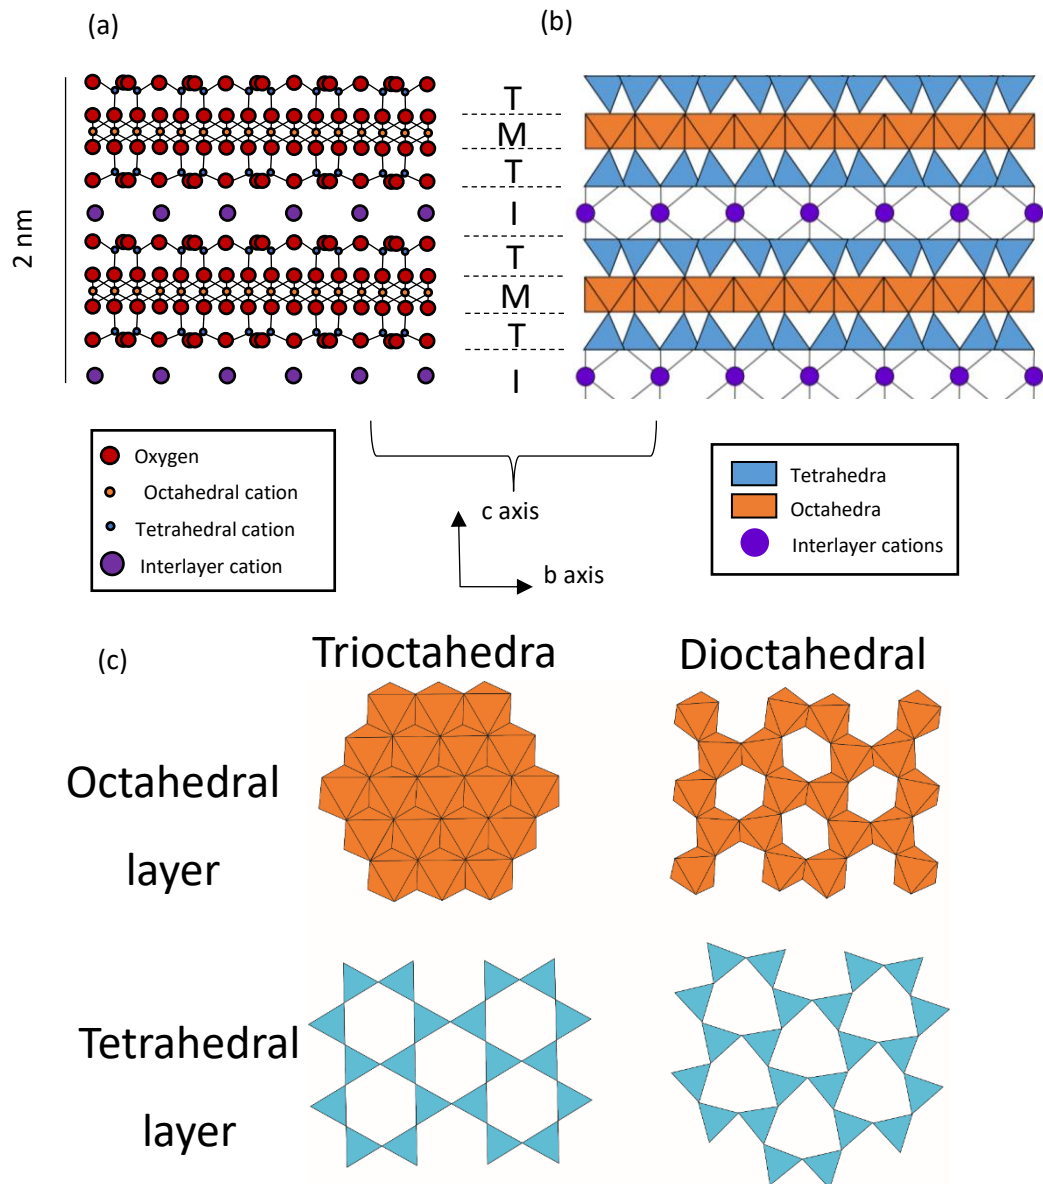 (a)
(b)
2 nm
T
M
T
I
T
M
T
I
Oxygen
Octahedral cation
Tetrahedral cation
Interlayer cation
c axis
b axis
Tetrahedra
Octahedra
Interlayer cations
(c)
Trioctahedra
Dioctahedral
Octahedral
layer
Tetrahedral
layer